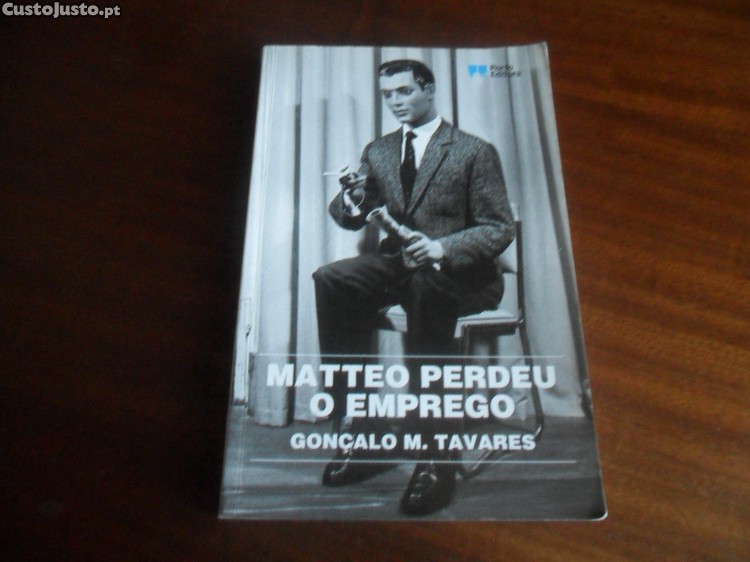 CustoJusto.pt
Porto
Editora
MATTEO PERDEU
O EMPREGO
GONÇALO M. TAVARES